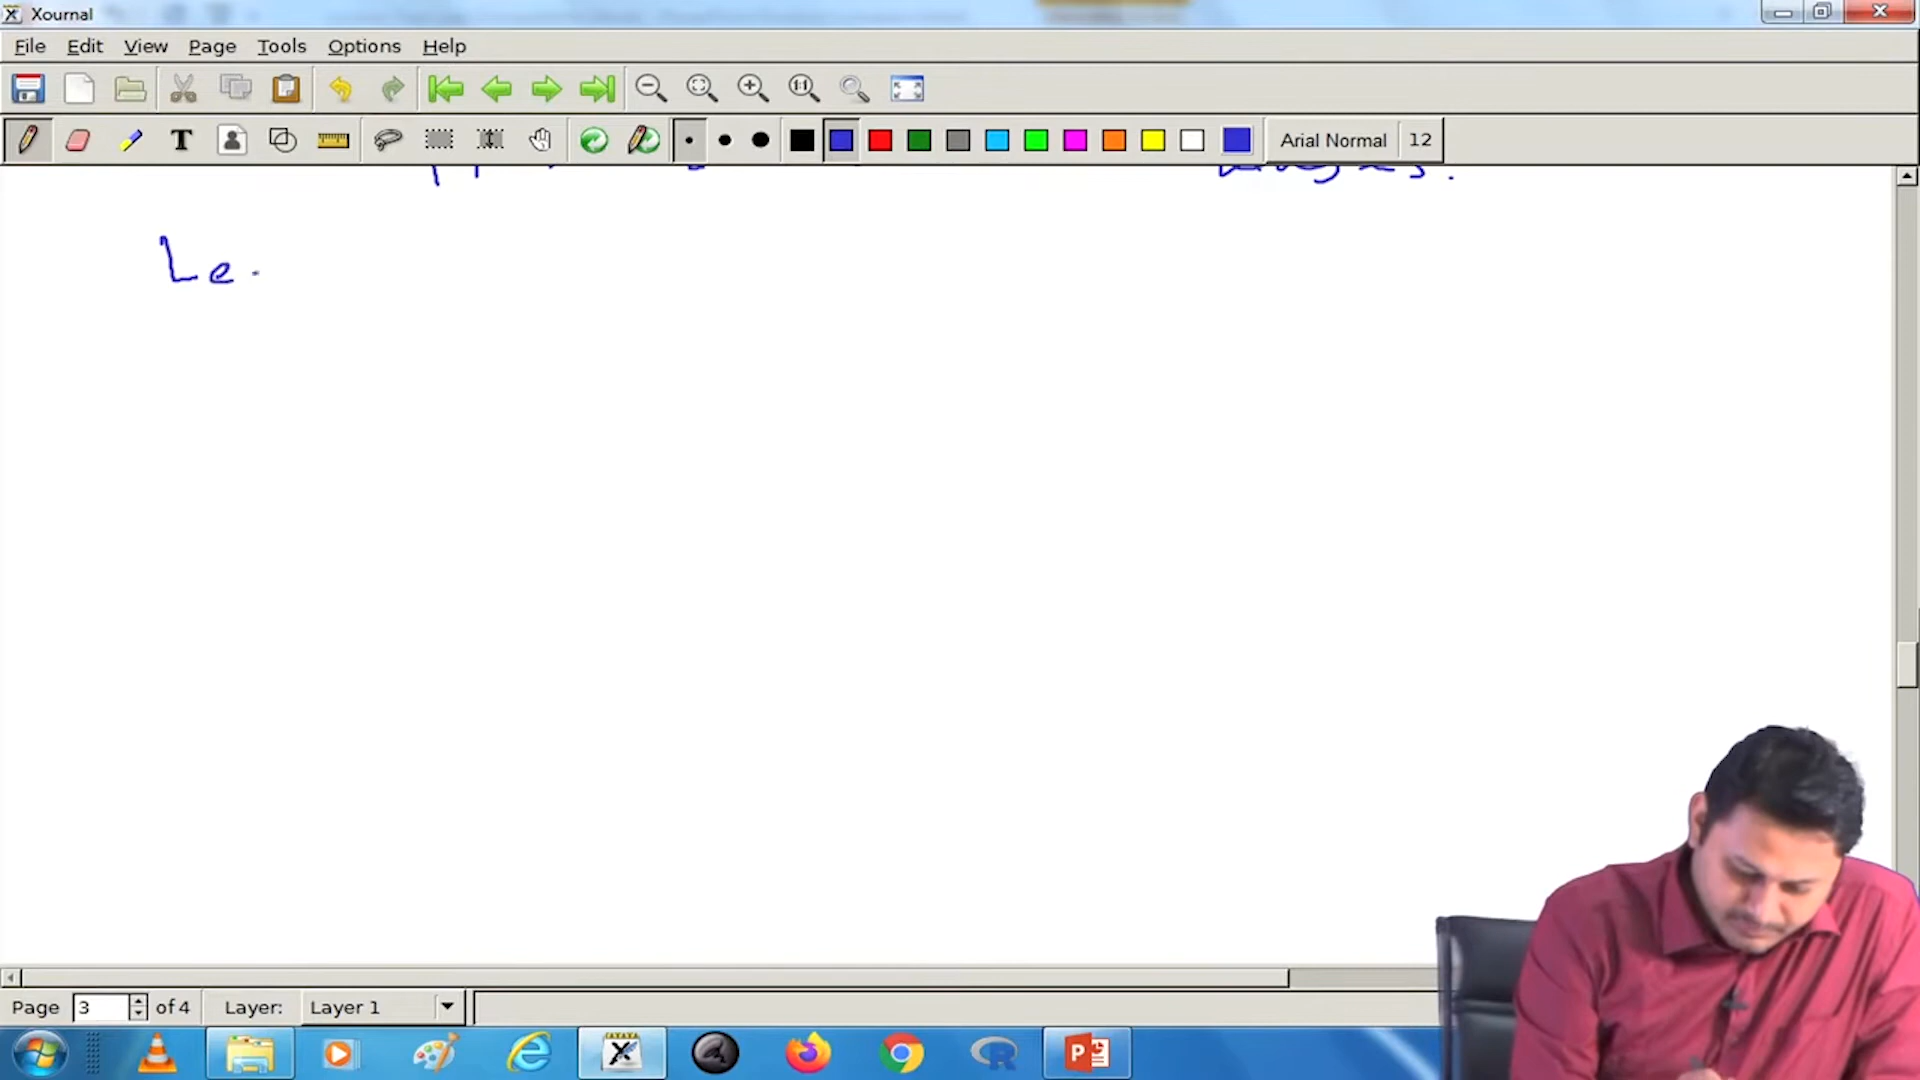 Xournal
File Edit View Page Tools Options Help
T Arial Normal 12
Le
Page 3 of 4 Layer: Layer 1